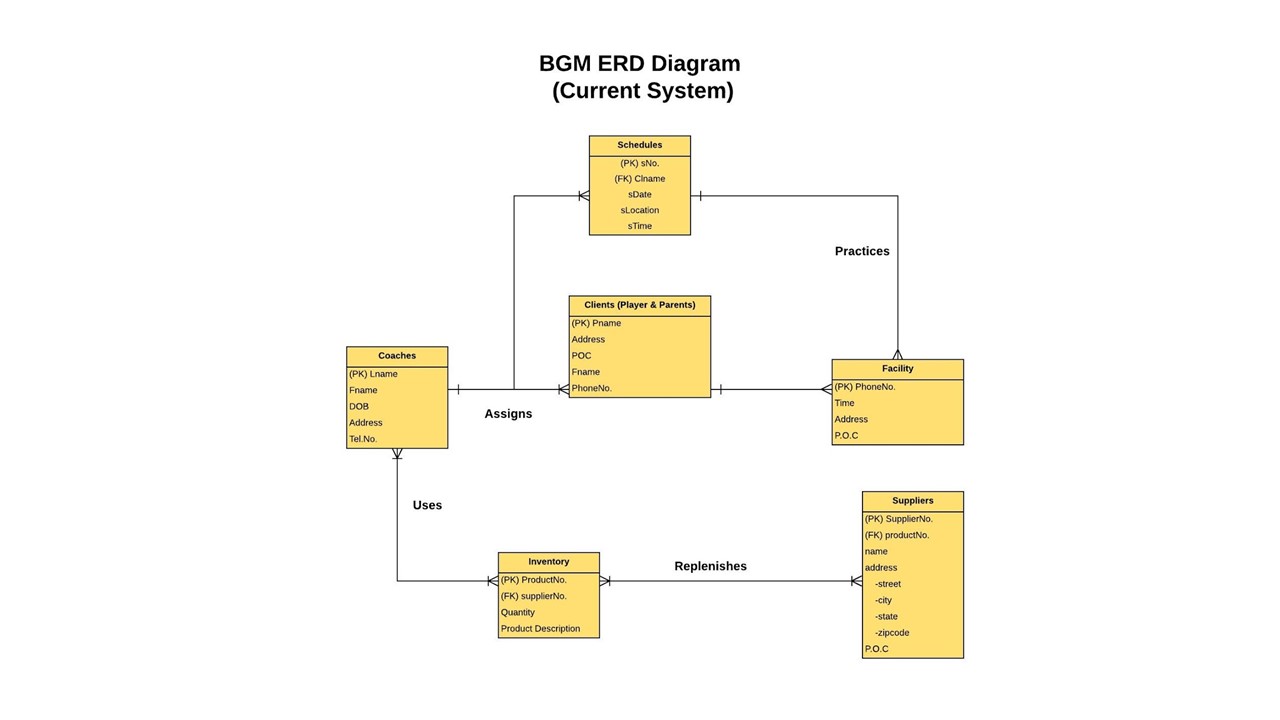 BGM ERD Diagram
(Current System)
Schedules
(PK) sNo.
(FK) Clname
sDate
sLocation
sTime
Practices
Clients (Player & Parents)
(PK) Pname
Address
POC
Fname
PhoneNo.
Coaches
(PK) Lname
Fname
DOB
Address
Tel.No.
Assigns
Facility
(PK) PhoneNo.
Time
Address
P.O.C
Uses
Inventory
(PK) ProductNo.
(FK) supplierNo.
Quantity
Product Description
Replenishes
Suppliers
(PK) SupplierNo.
(FK) productNo.
name
address
-street
-city
-state
-zipcode
P.O.C